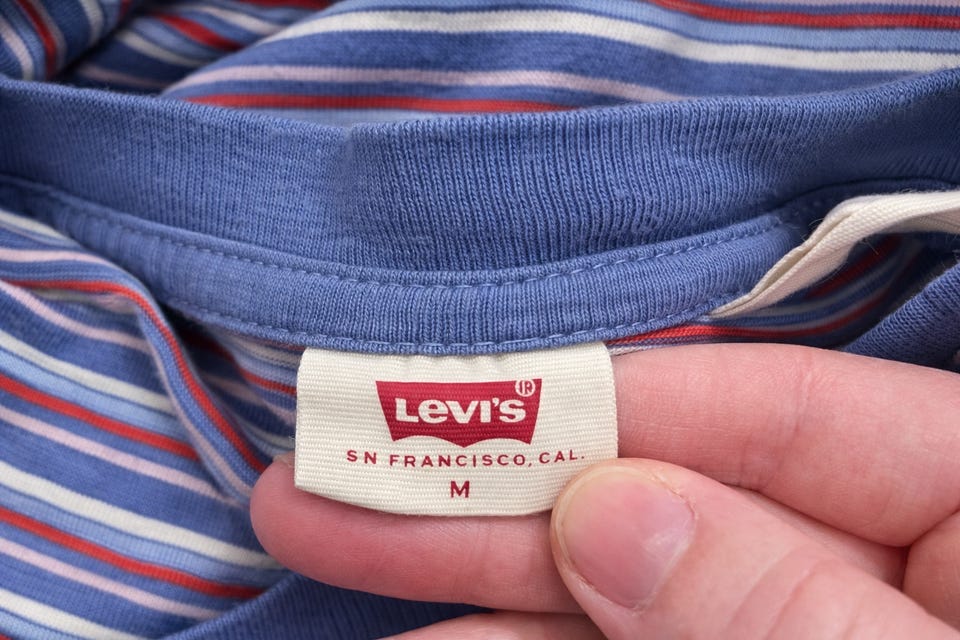 LEVI'S ®
SN FRANCISCO, CAL.
M